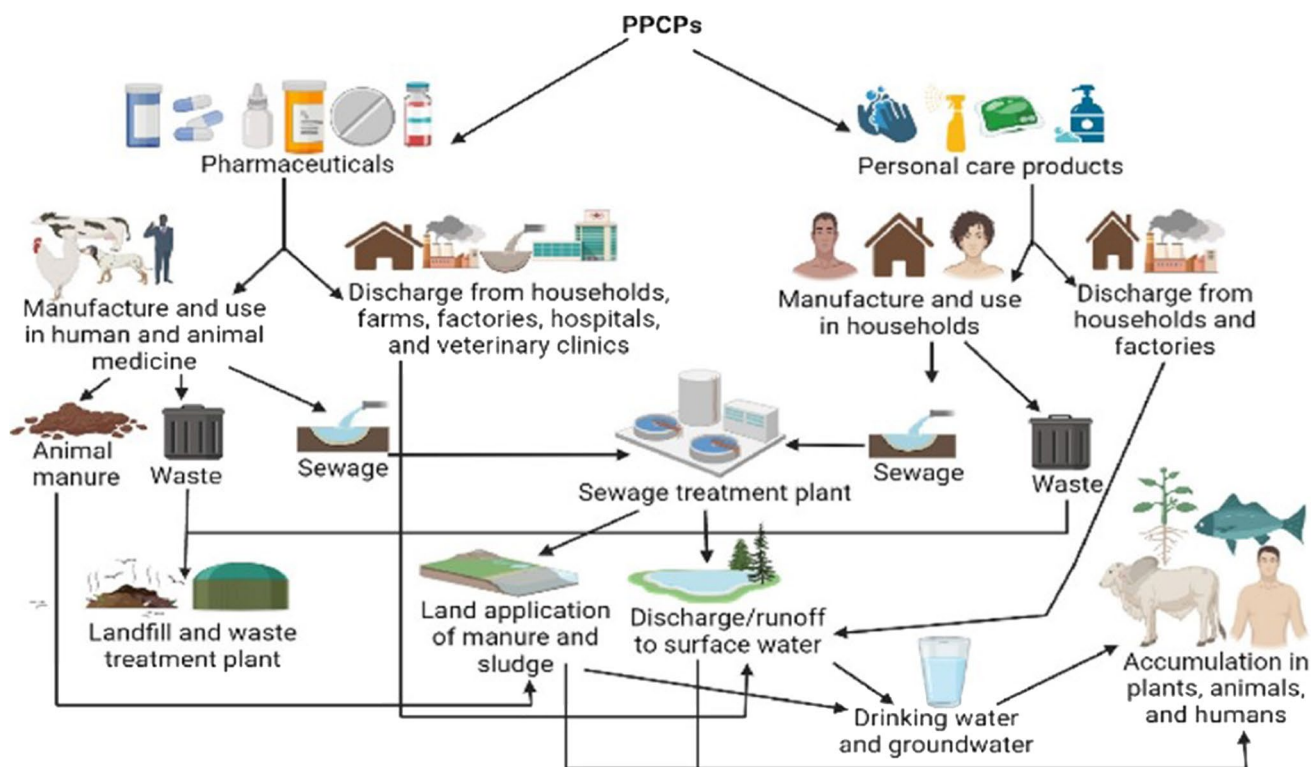 PPCPs
Pharmaceuticals
Personal care products
Manufacture and use
in human and animal
medicine
Discharge from households,
farms, factories, hospitals,
and veterinary clinics
Manufacture and use
in households
Discharge from
households and
factories
Animal
manure
Waste
Sewage
Sewage treatment plant
Sewage
Waste
Landfill and waste
treatment plant
Land application
of manure and
sludge
Discharge/runoff
to surface water
Drinking water
and groundwater
Accumulation in
plants, animals,
and humans